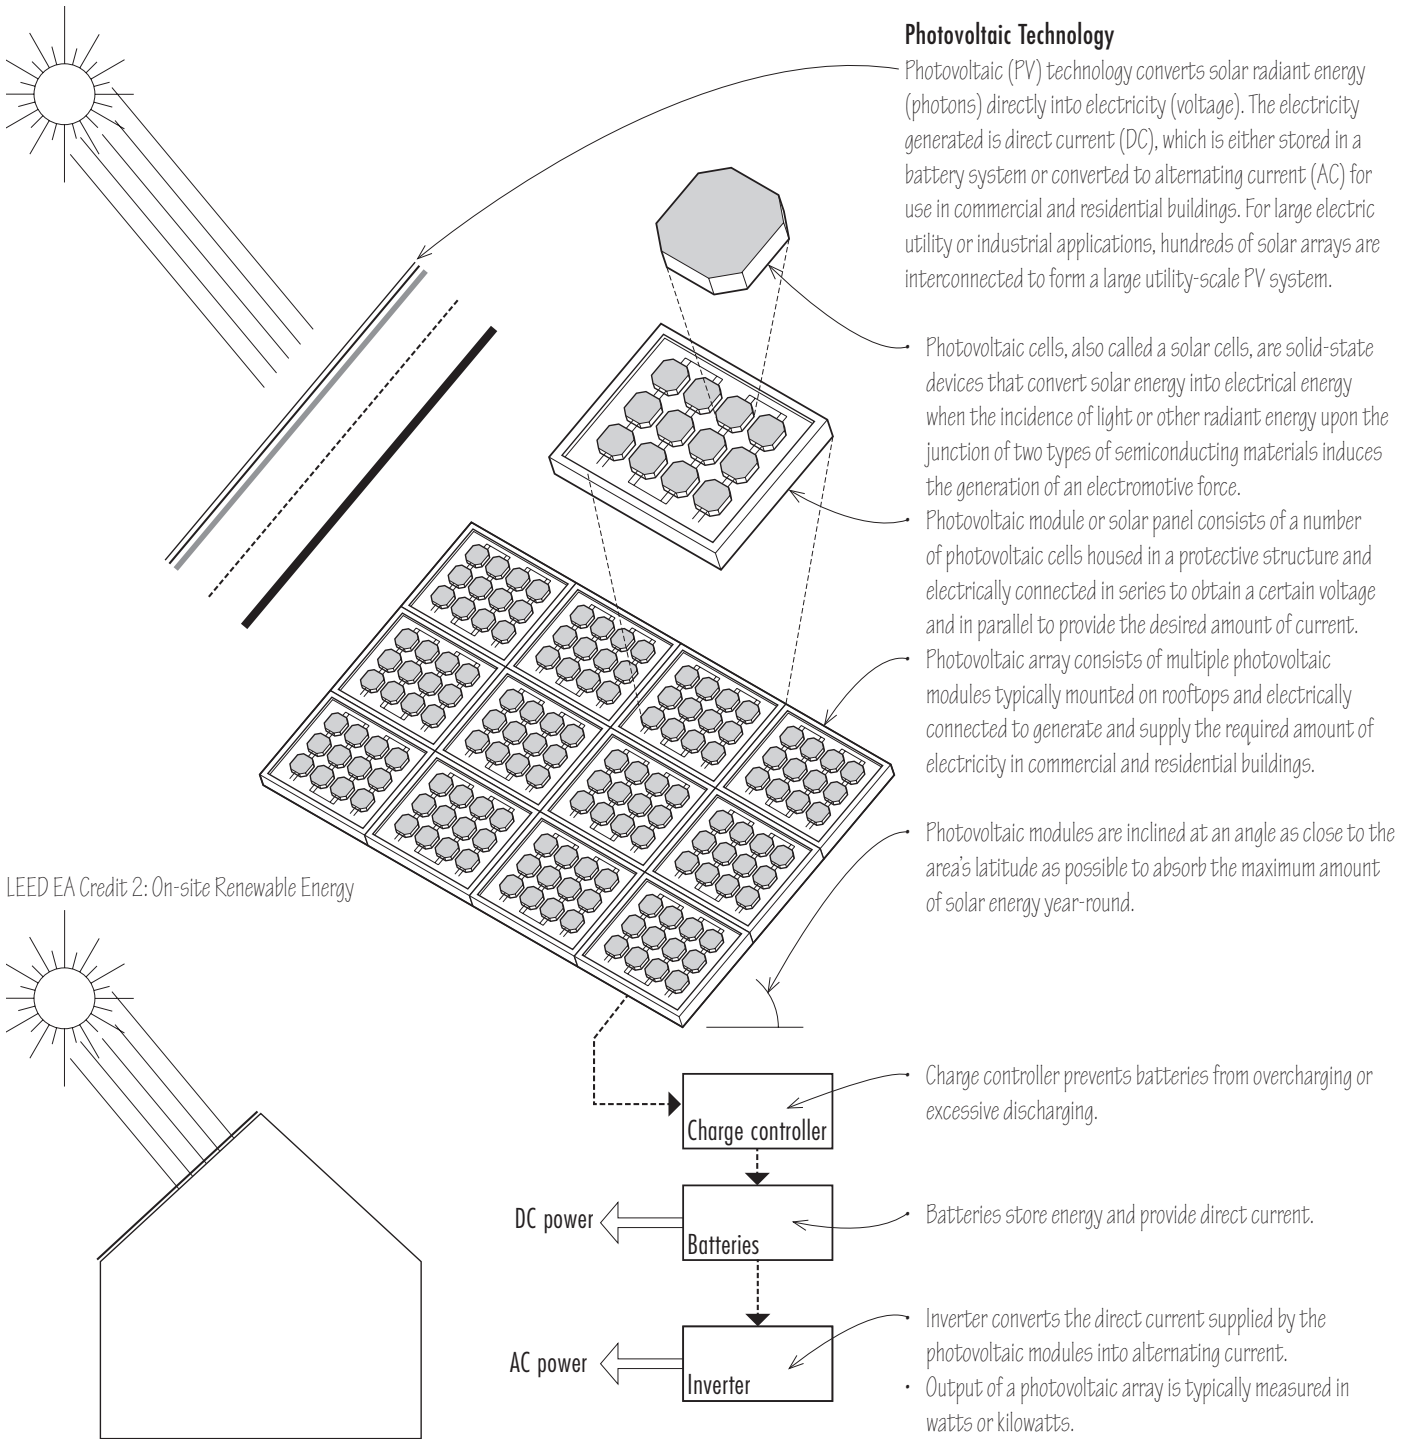 Photovoltaic Technology
Photovoltaic (PV) technology converts solar radiant energy
(photons) directly into electricity (voltage). The electricity
generated is direct current (DC), which is either stored in a
battery system or converted to alternating current (AC) for
use in commercial and residential buildings. For large electric
utility or industrial applications, hundreds of solar arrays are
interconnected to form a large utility-scale PV system.
• Photovoltaic cells, also called a solar cells, are solid-state
devices that convert solar energy into electrical energy
when the incidence of light or other radiant energy upon the
junction of two types of semiconducting materials induces
the generation of an electromotive force.
• Photovoltaic module or solar panel consists of a number
of photovoltaic cells housed in a protective structure and
electrically connected in series to obtain a certain voltage
and in parallel to provide the desired amount of current.
• Photovoltaic array consists of multiple photovoltaic
modules typically mounted on rooftops and electrically
connected to generate and supply the required amount of
electricity in commercial and residential buildings.
• Photovoltaic modules are inclined at an angle as close to the
area's latitude as possible to absorb the maximum amount
of solar energy year-round.
LEED EA Credit 2: On-site Renewable Energy
• Charge controller prevents batteries from overcharging or
excessive discharging.
Charge controller
• Batteries store energy and provide direct current.
DC power
Batteries
• Inverter converts the direct current supplied by the
photovoltaic modules into alternating current.
AC power
Inverter
• Output of a photovoltaic array is typically measured in
watts or kilowatts.